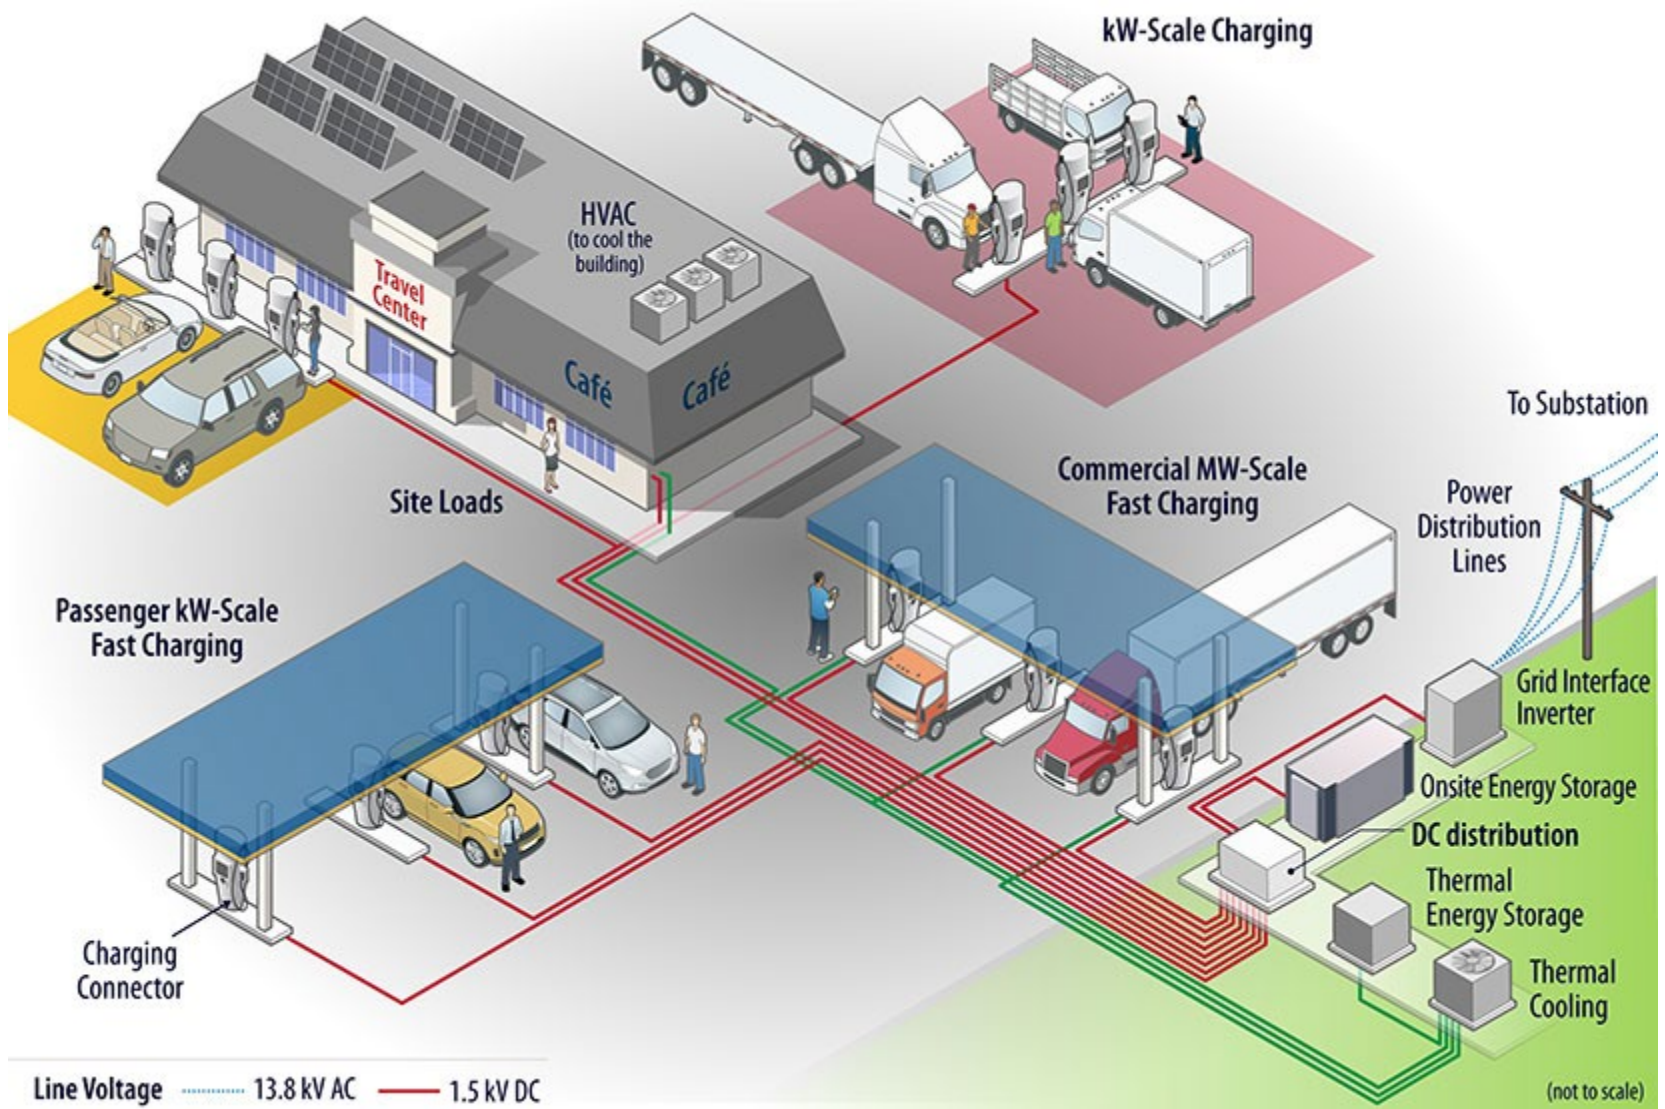 kW-Scale Charging
HVAC
(to cool the
building)
Travel
Center
Café
Café
To Substation
Site Loads
Commercial MW-Scale
Fast Charging
Power
Distribution
Lines
Passenger kW-Scale
Fast Charging
Grid Interface
Inverter
Onsite Energy Storage
DC distribution
Thermal
Energy Storage
Charging
Connector
Thermal
Cooling
Line Voltage 13.8 kV AC 1.5 kV DC
(not to scale)